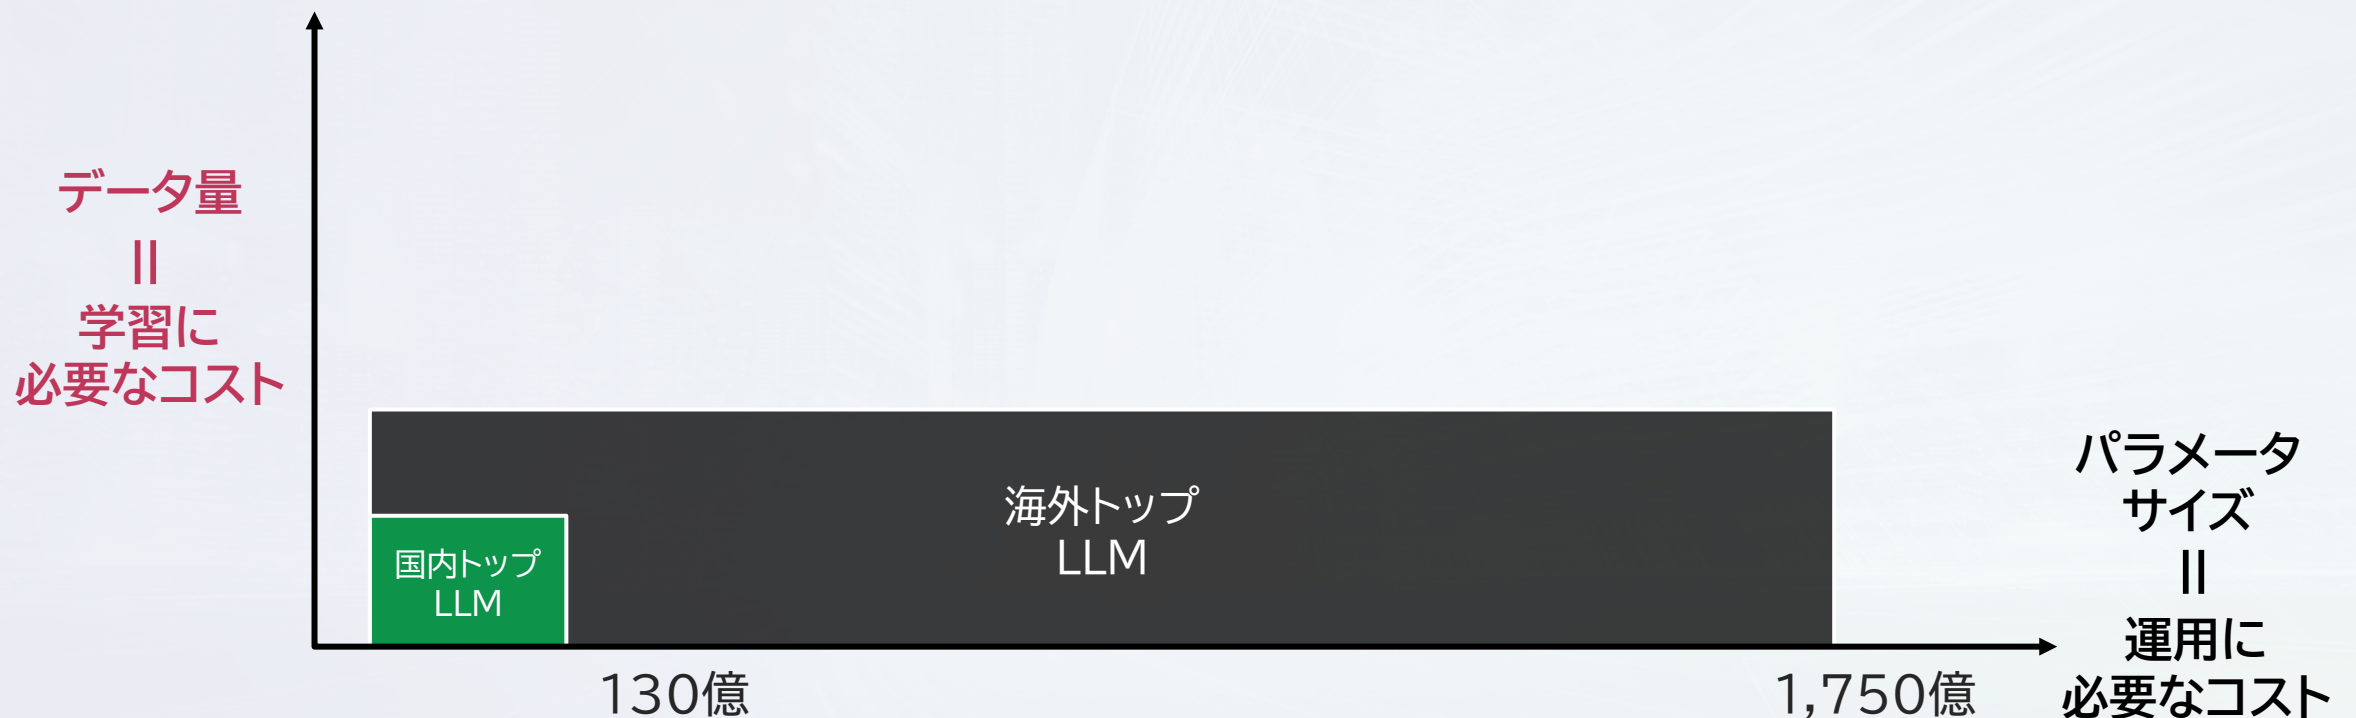 データ量
||
学習に
必要なコスト
海外トップ
LLM
国内トップ
LLM
130億
1,750億
パラメータ
サイズ
||
運用に
必要なコスト